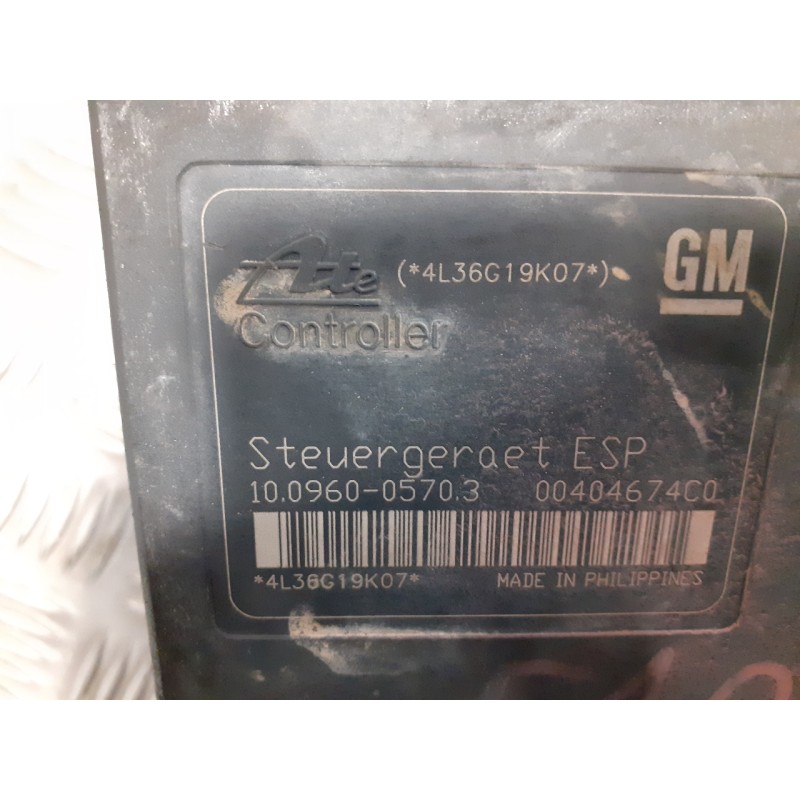 Ate (*4L36G19K07*) GM
Controller
Steuergeraet ESP
10.0960-0570.3 00404674C0
*4L36G19K07* MADE IN PHILIPPINES